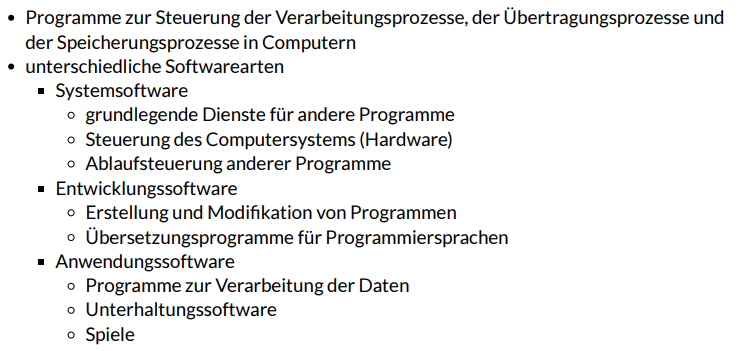 • Programme zur Steuerung der Verarbeitungsprozesse, der Übertragungsprozesse und
der Speicherungsprozesse in Computern
• unterschiedliche Softwarearten
▪ Systemsoftware
◦ grundlegende Dienste für andere Programme
◦ Steuerung des Computersystems (Hardware)
◦ Ablaufsteuerung anderer Programme
▪ Entwicklungssoftware
◦ Erstellung und Modifikation von Programmen
◦ Übersetzungsprogramme für Programmiersprachen
▪ Anwendungssoftware
◦ Programme zur Verarbeitung der Daten
◦ Unterhaltungssoftware
◦ Spiele